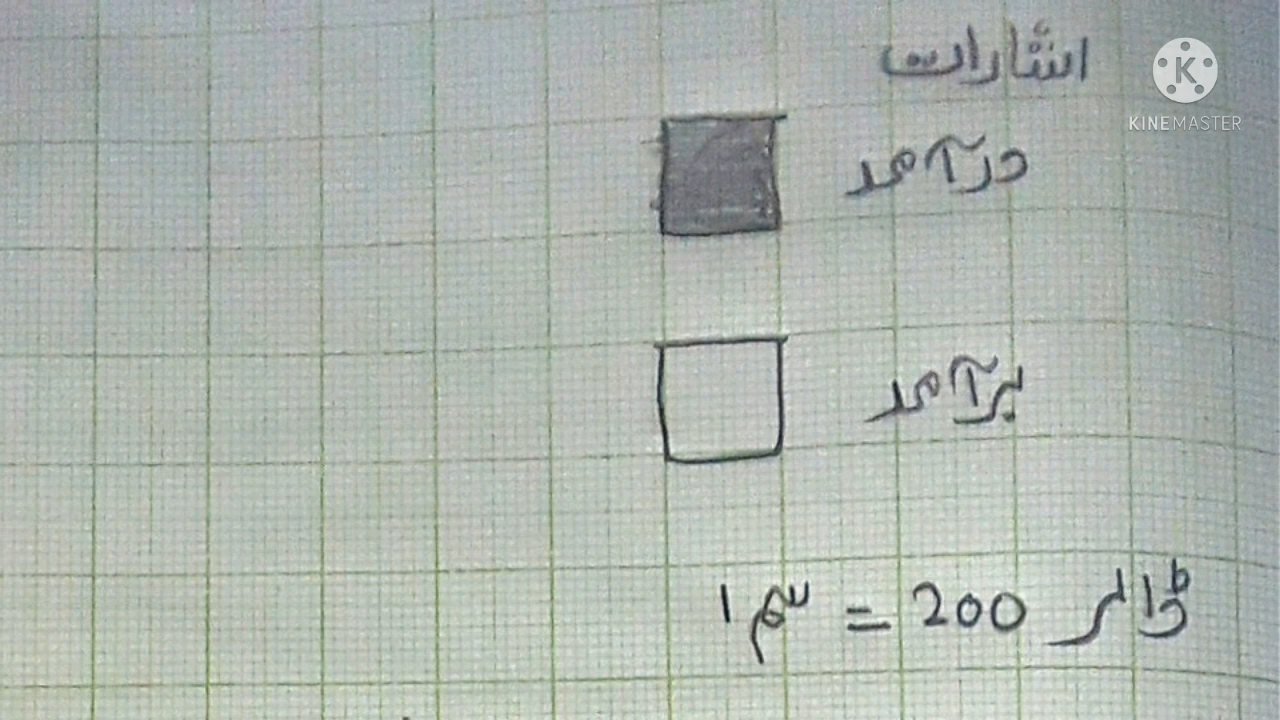 اشارات
K
KINEMASTER
درآمد
برآمد
ڈالر 200 = سم 1